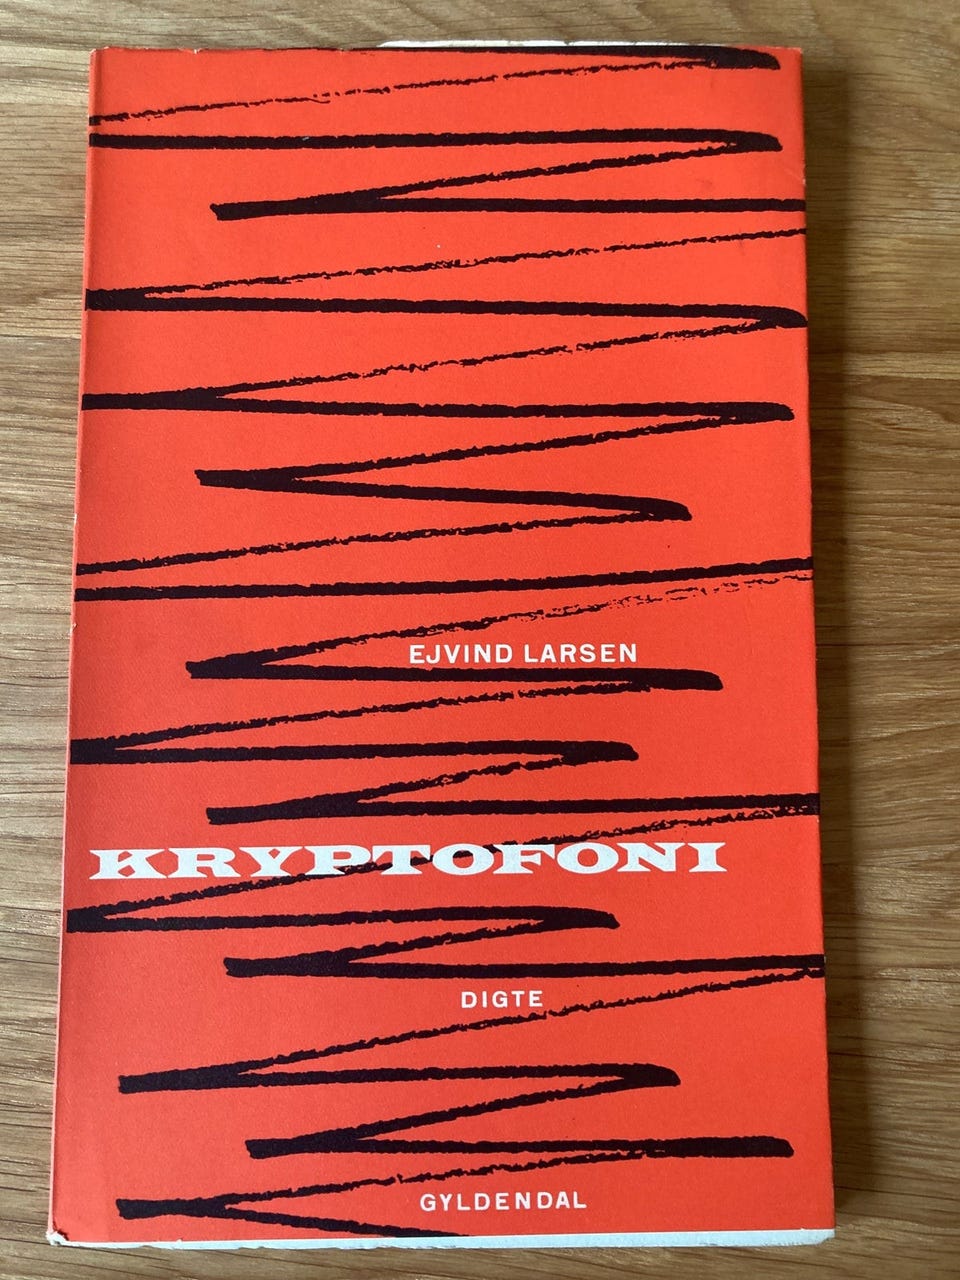 EJVIND LARSEN
KRYPTOFONI
DIGTE
GYLDENDAL